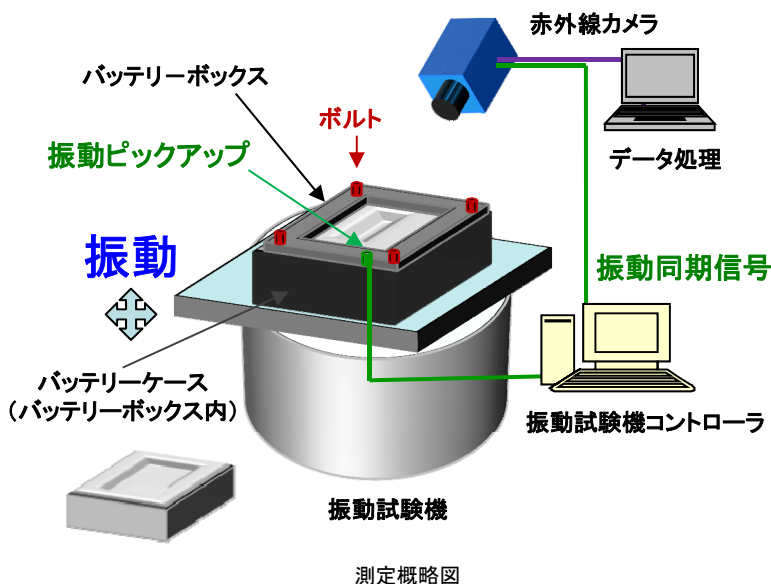 赤外線カメラ
バッテリーボックス
ボルト
振動ピックアップ
データ処理
振動
振動同期信号
バッテリーケース
（バッテリーボックス内）
振動試験機コントローラ
振動試験機
測定概略図